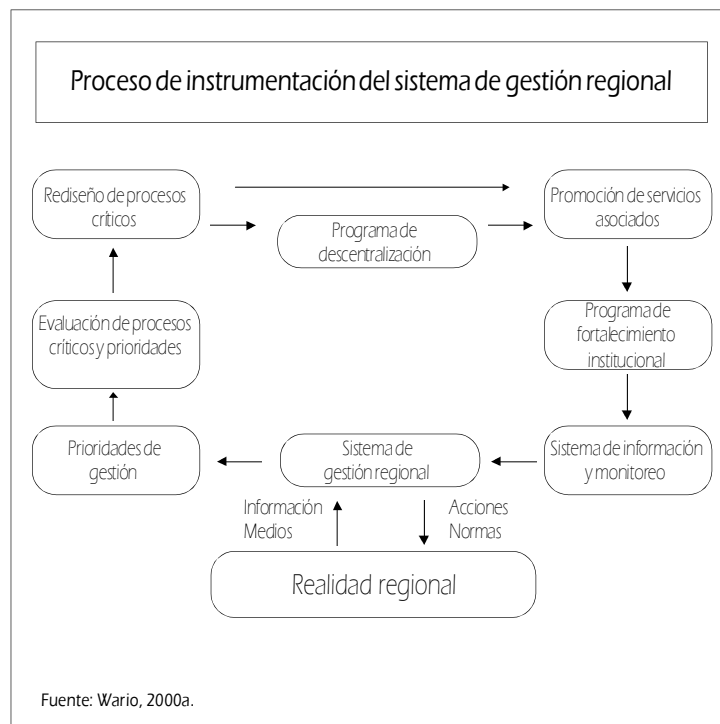 Proceso de instrumentación del sistema de gestión regional
Rediseño de procesos
críticos
Programa de
descentralización
Promoción de servicios
asociados
Evaluación de procesos
críticos y prioridades
Programa de
fortalecimiento
institucional
Prioridades de
gestión
Sistema de
gestión regional
Sistema de información
y monitoreo
Información
Medios
Acciones
Normas
Realidad regional
Fuente: Wario, 2000a.